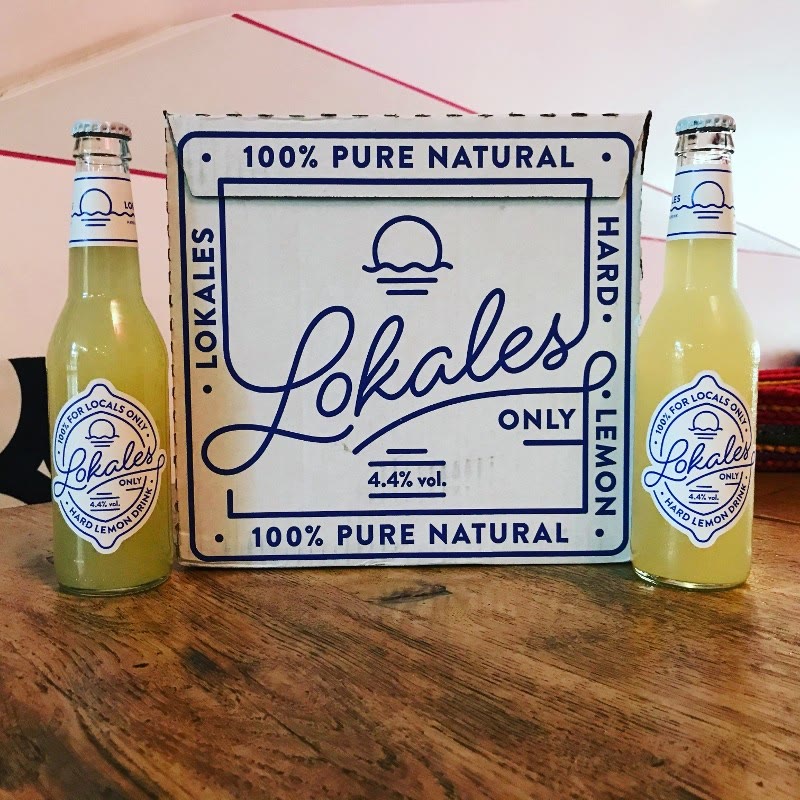 100% PURE NATURAL
LOKALES
HARD · LEMON
Lokales
ONLY
4.4% vol.
100% PURE NATURAL
100% FOR LOCALS ONLY
Lokales
ONLY
4.4% vol.
HARD LEMON DRINK
100% FOR LOCALS ONLY
Lokales
ONLY
4.4% vol.
HARD LEMON DRINK